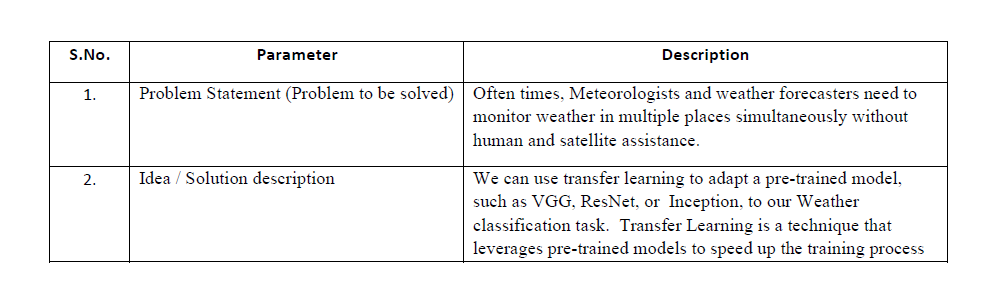 S.No. Parameter Description
1. Problem Statement (Problem to be solved) Often times, Meteorologists and weather forecasters need to
monitor weather in multiple places simultaneously without
human and satellite assistance.
2. Idea / Solution description We can use transfer learning to adapt a pre-trained model,
such as VGG, ResNet, or Inception, to our Weather
classification task. Transfer Learning is a technique that
leverages pre-trained models to speed up the training process